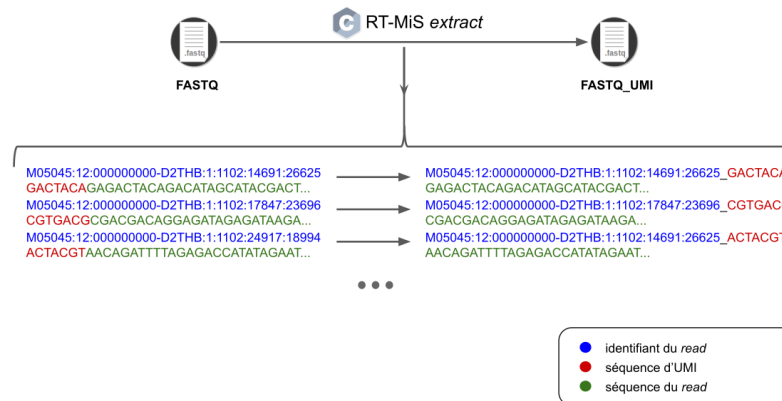 C RT-MiS extract
.fastq
.fastq
FASTQ
FASTQ_UMI
M05045:12:000000000-D2THB:1:1102:14691:26625
GACTACAGAGACTACAGACATAGCATACGACT...
M05045:12:000000000-D2THB:1:1102:17847:23696
CGTGACGCGACGACAGGAGATAGAGATAAGA...
M05045:12:000000000-D2THB:1:1102:24917:18994
ACTACGTAACAGATTTTAGAGACCATATAGAAT...
M05045:12:000000000-D2THB:1:1102:14691:26625_GACTACA
GAGACTACAGACATAGCATACGACT...
M05045:12:000000000-D2THB:1:1102:17847:23696_CGTGACG
CGACGACAGGAGATAGAGATAAGA...
M05045:12:000000000-D2THB:1:1102:14691:26625_ACTACGT
AACAGATTTTAGAGACCATATAGAAT...
identifiant du read
séquence d'UMI
séquence du read